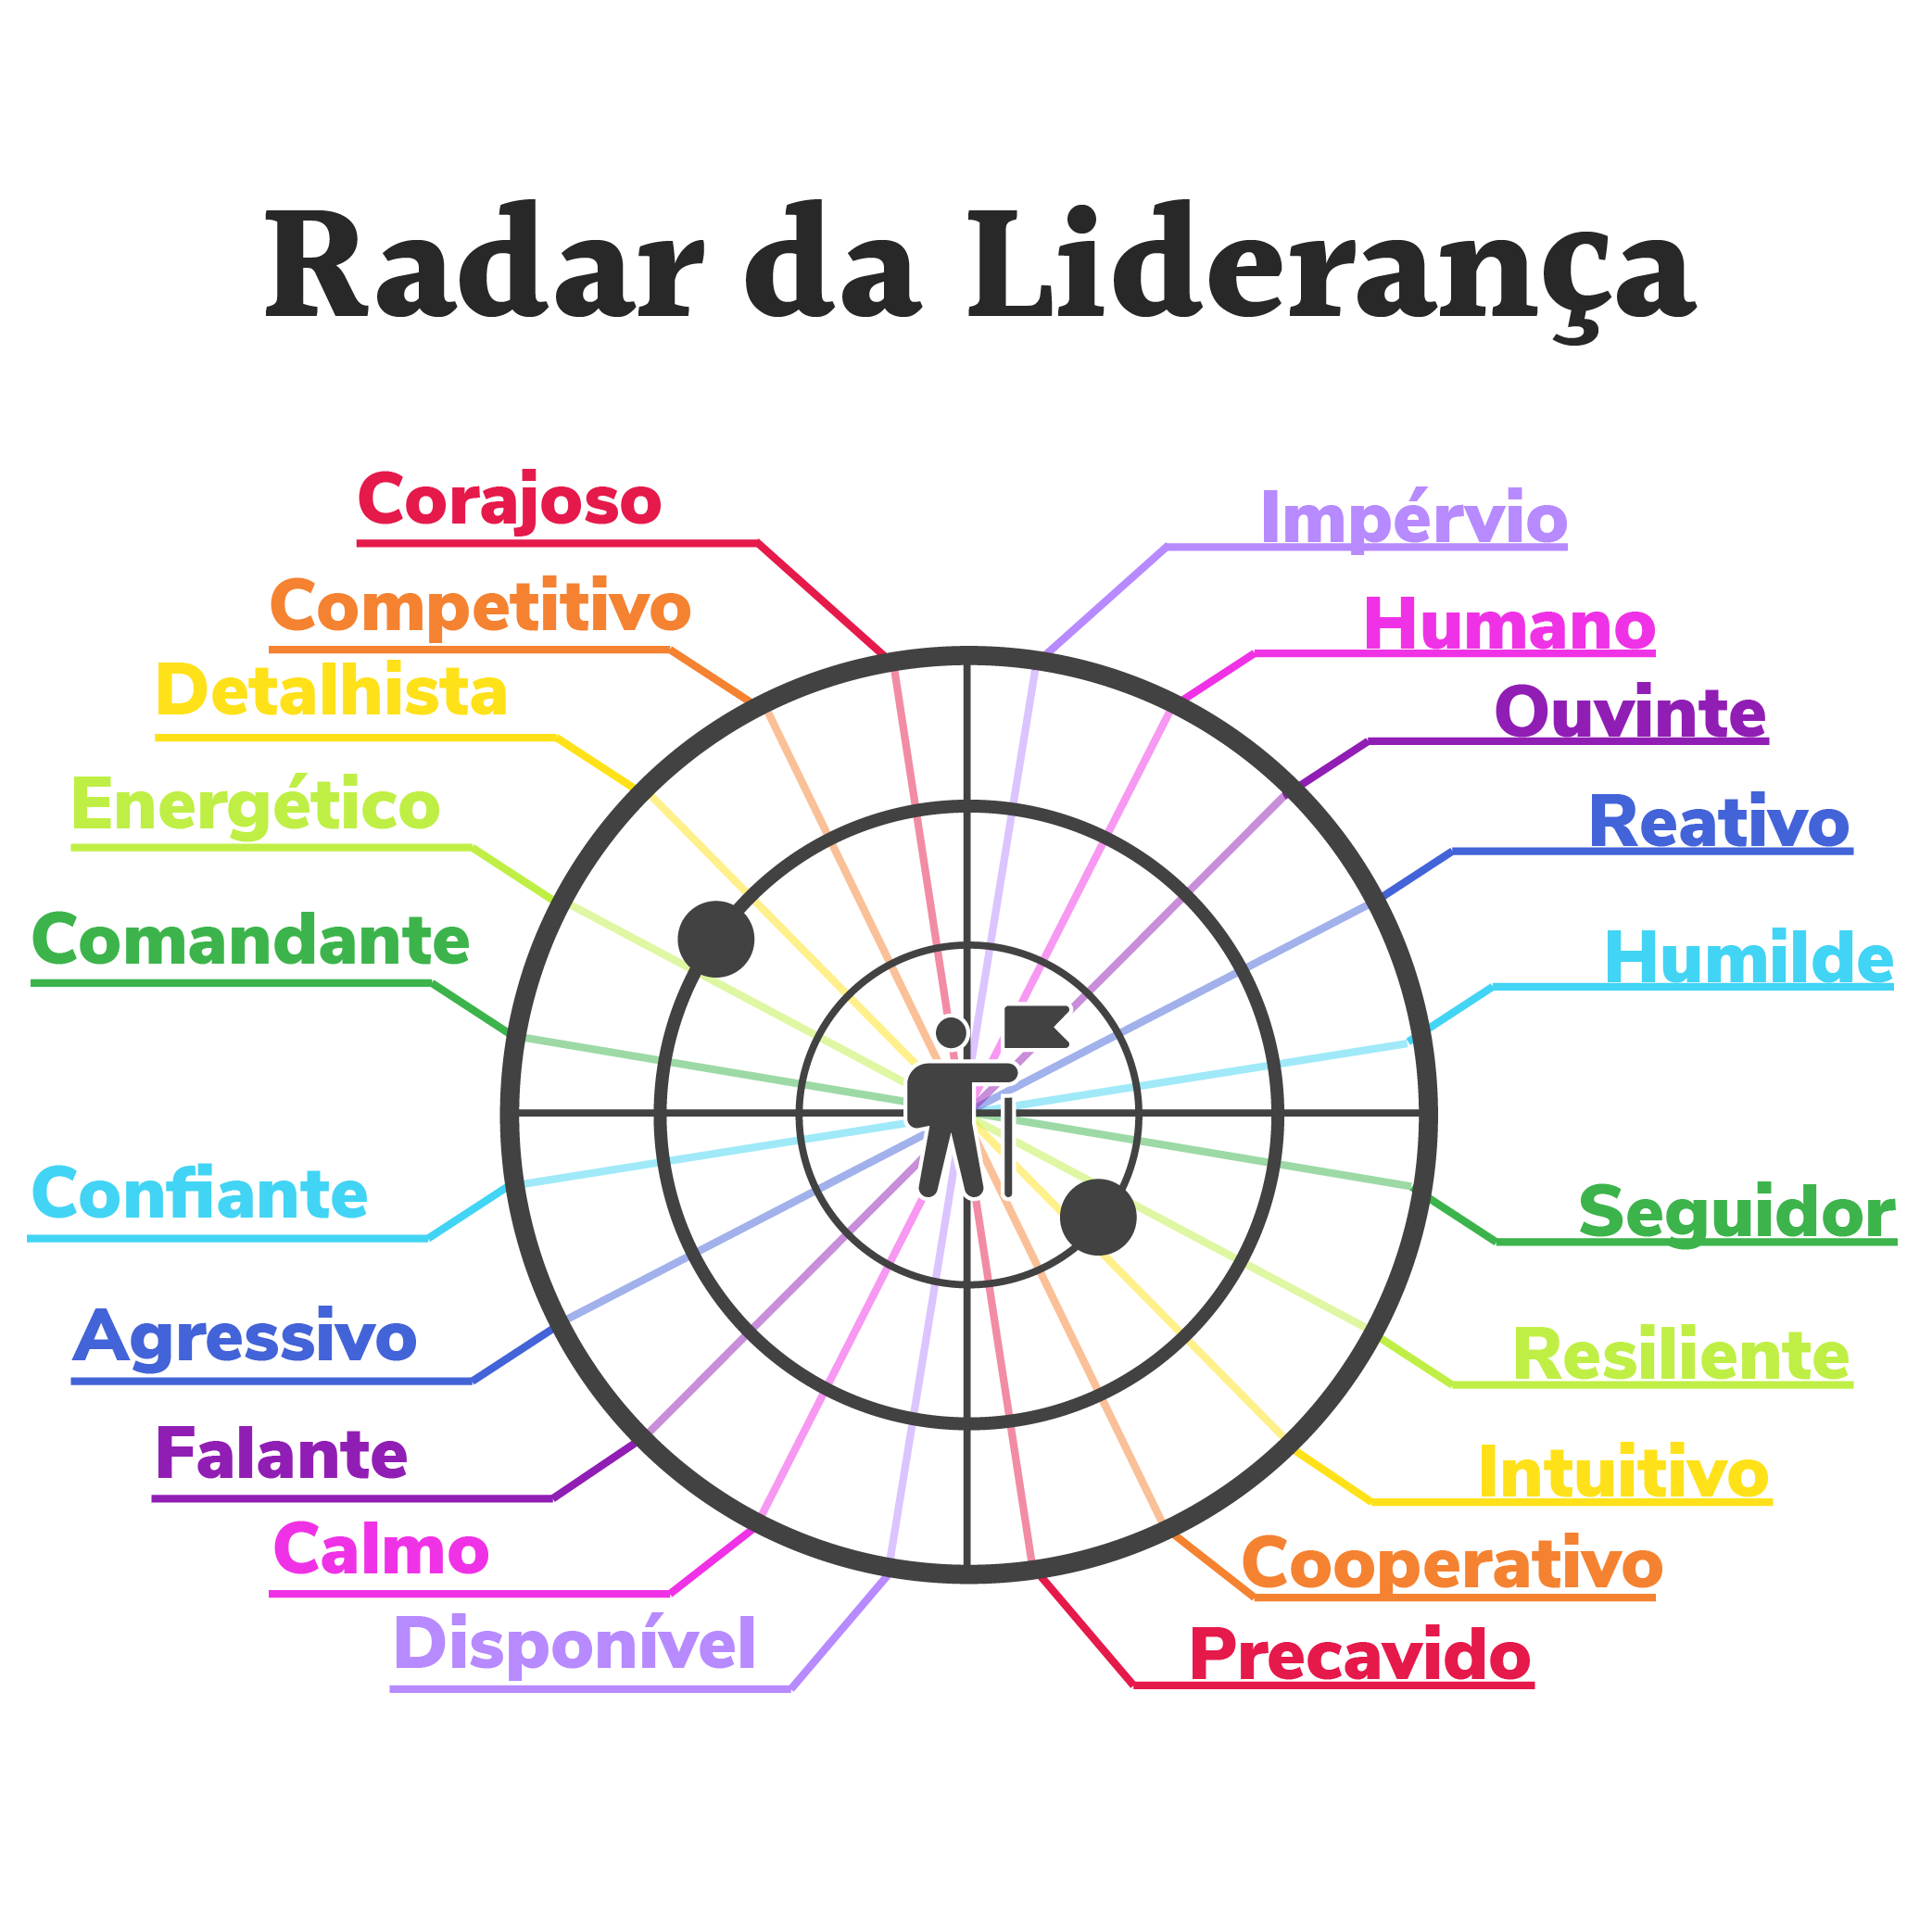 Radar da Liderança
Corajoso
Impérvio
Competitivo
Humano
Detalhista
Ouvinte
Energético
Reativo
Comandante
Humilde
Confiante
Seguidor
Agressivo
Resiliente
Falante
Intuitivo
Calmo
Cooperativo
Disponível
Precavido